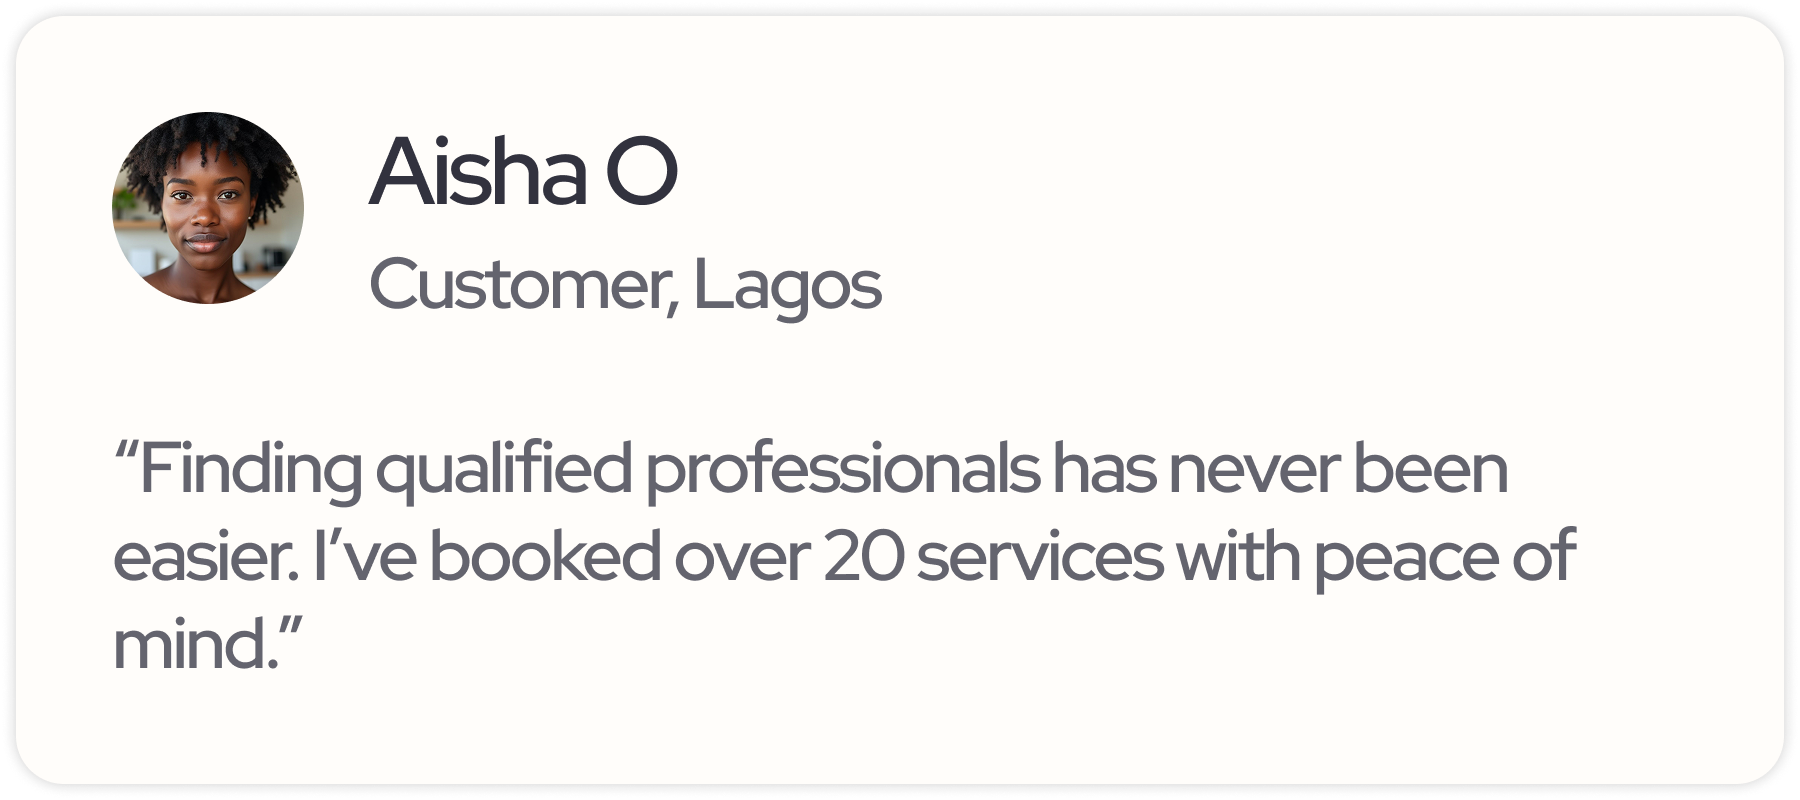 Aisha O
Customer, Lagos
“Finding qualified professionals has never been
easier. I’ve booked over 20 services with peace of
mind.”